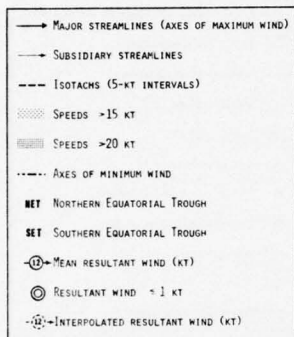 MAJOR STREAMLINES (AXES OF MAXIMUM WIND)
SUBSIDIARY STREAMLINES
ISOTACHS (5-KT INTERVALS)
SPEEDS >15 KT
SPEEDS >20 KT
AXES OF MINIMUM WIND
NET NORTHERN EQUATORIAL TROUGH
SET SOUTHERN EQUATORIAL TROUGH
12 MEAN RESULTANT WIND (KT)
RESULTANT WIND ≤ 1 KT
12 INTERPOLATED RESULTANT WIND (KT)